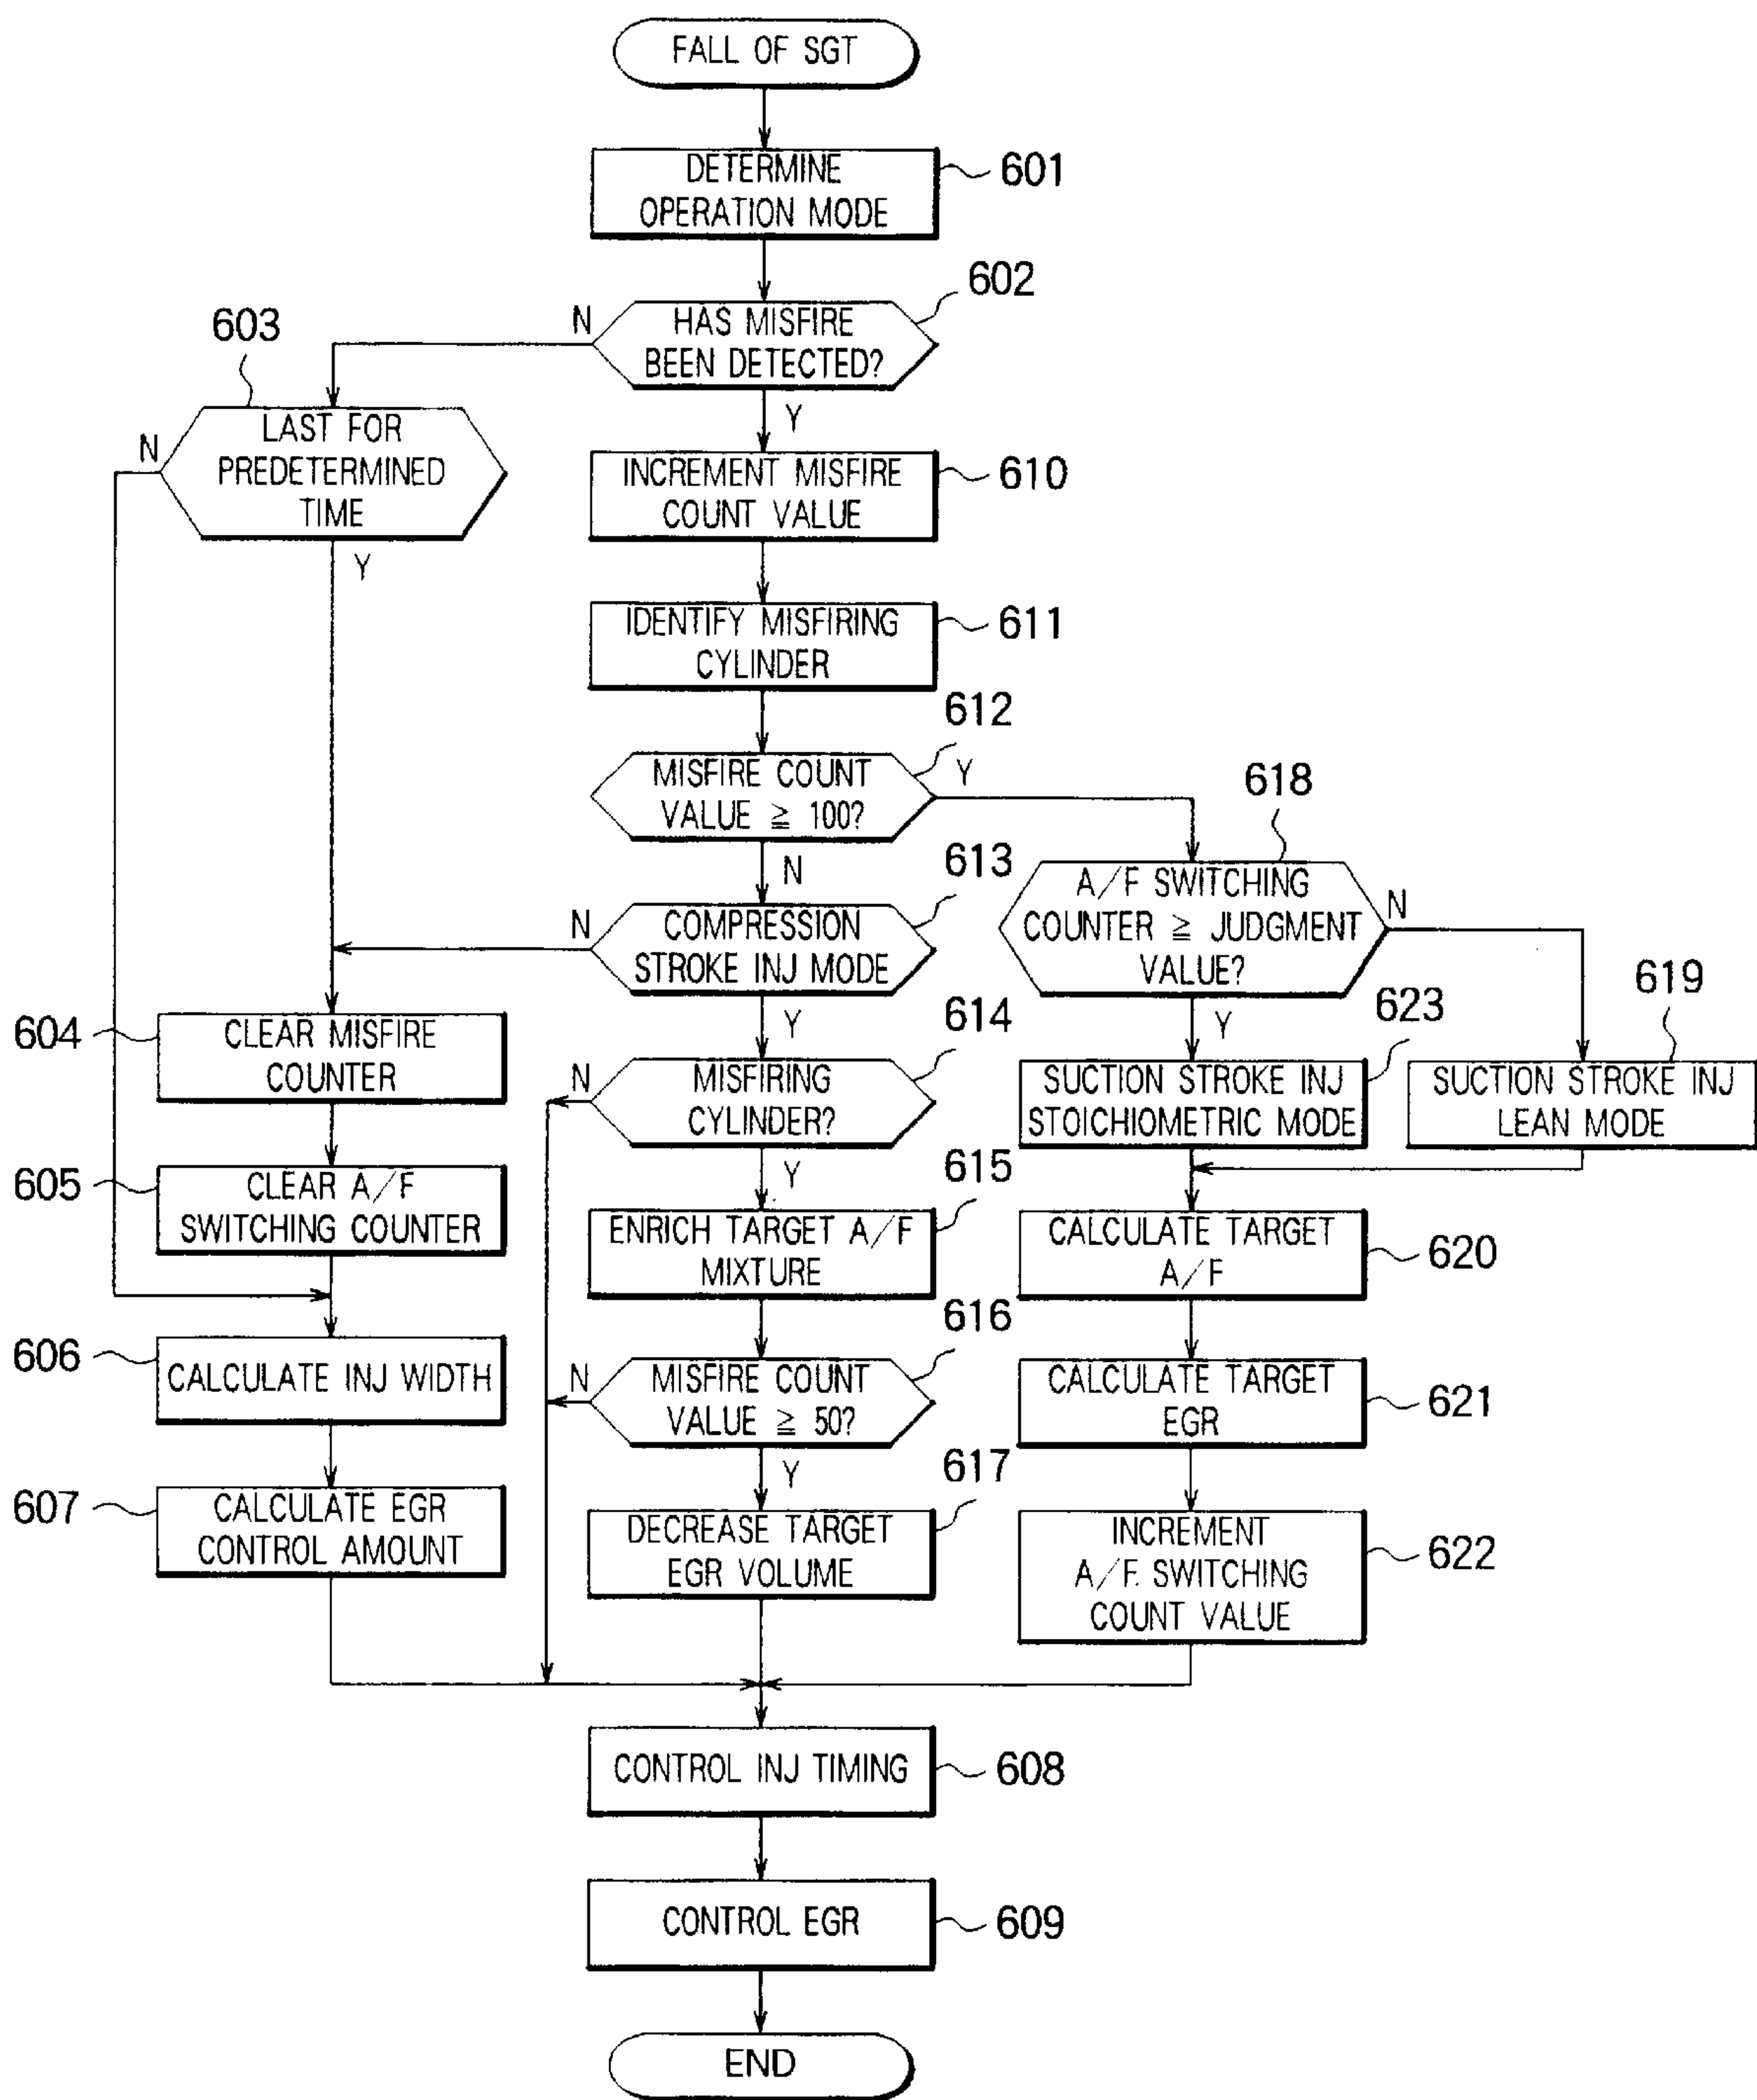 FALL OF SGT
DETERMINE
OPERATION MODE
601
602
HAS MISFIRE
BEEN DETECTED?
N
Y
603
LAST FOR
PREDETERMINED
TIME
N
Y
INCREMENT MISFIRE
COUNT VALUE
610
IDENTIFY MISFIRING
CYLINDER
611
612
MISFIRE COUNT
VALUE ≧ 100?
Y
N
618
A/F SWITCHING
COUNTER ≧ JUDGMENT
VALUE?
N
Y
613
COMPRESSION
STROKE INJ MODE
N
Y
604
CLEAR MISFIRE
COUNTER
614
MISFIRING
CYLINDER?
N
Y
623
SUCTION STROKE INJ
STOICHIOMETRIC MODE
619
SUCTION STROKE INJ
LEAN MODE
605
CLEAR A/F
SWITCHING COUNTER
615
ENRICH TARGET A/F
MIXTURE
CALCULATE TARGET
A/F
620
606
CALCULATE INJ WIDTH
616
MISFIRE COUNT
VALUE ≧ 50?
N
Y
CALCULATE TARGET
EGR
621
607
CALCULATE EGR
CONTROL AMOUNT
617
DECREASE TARGET
EGR VOLUME
INCREMENT
A/F. SWITCHING
COUNT VALUE
622
CONTROL INJ TIMING
608
CONTROL EGR
609
END